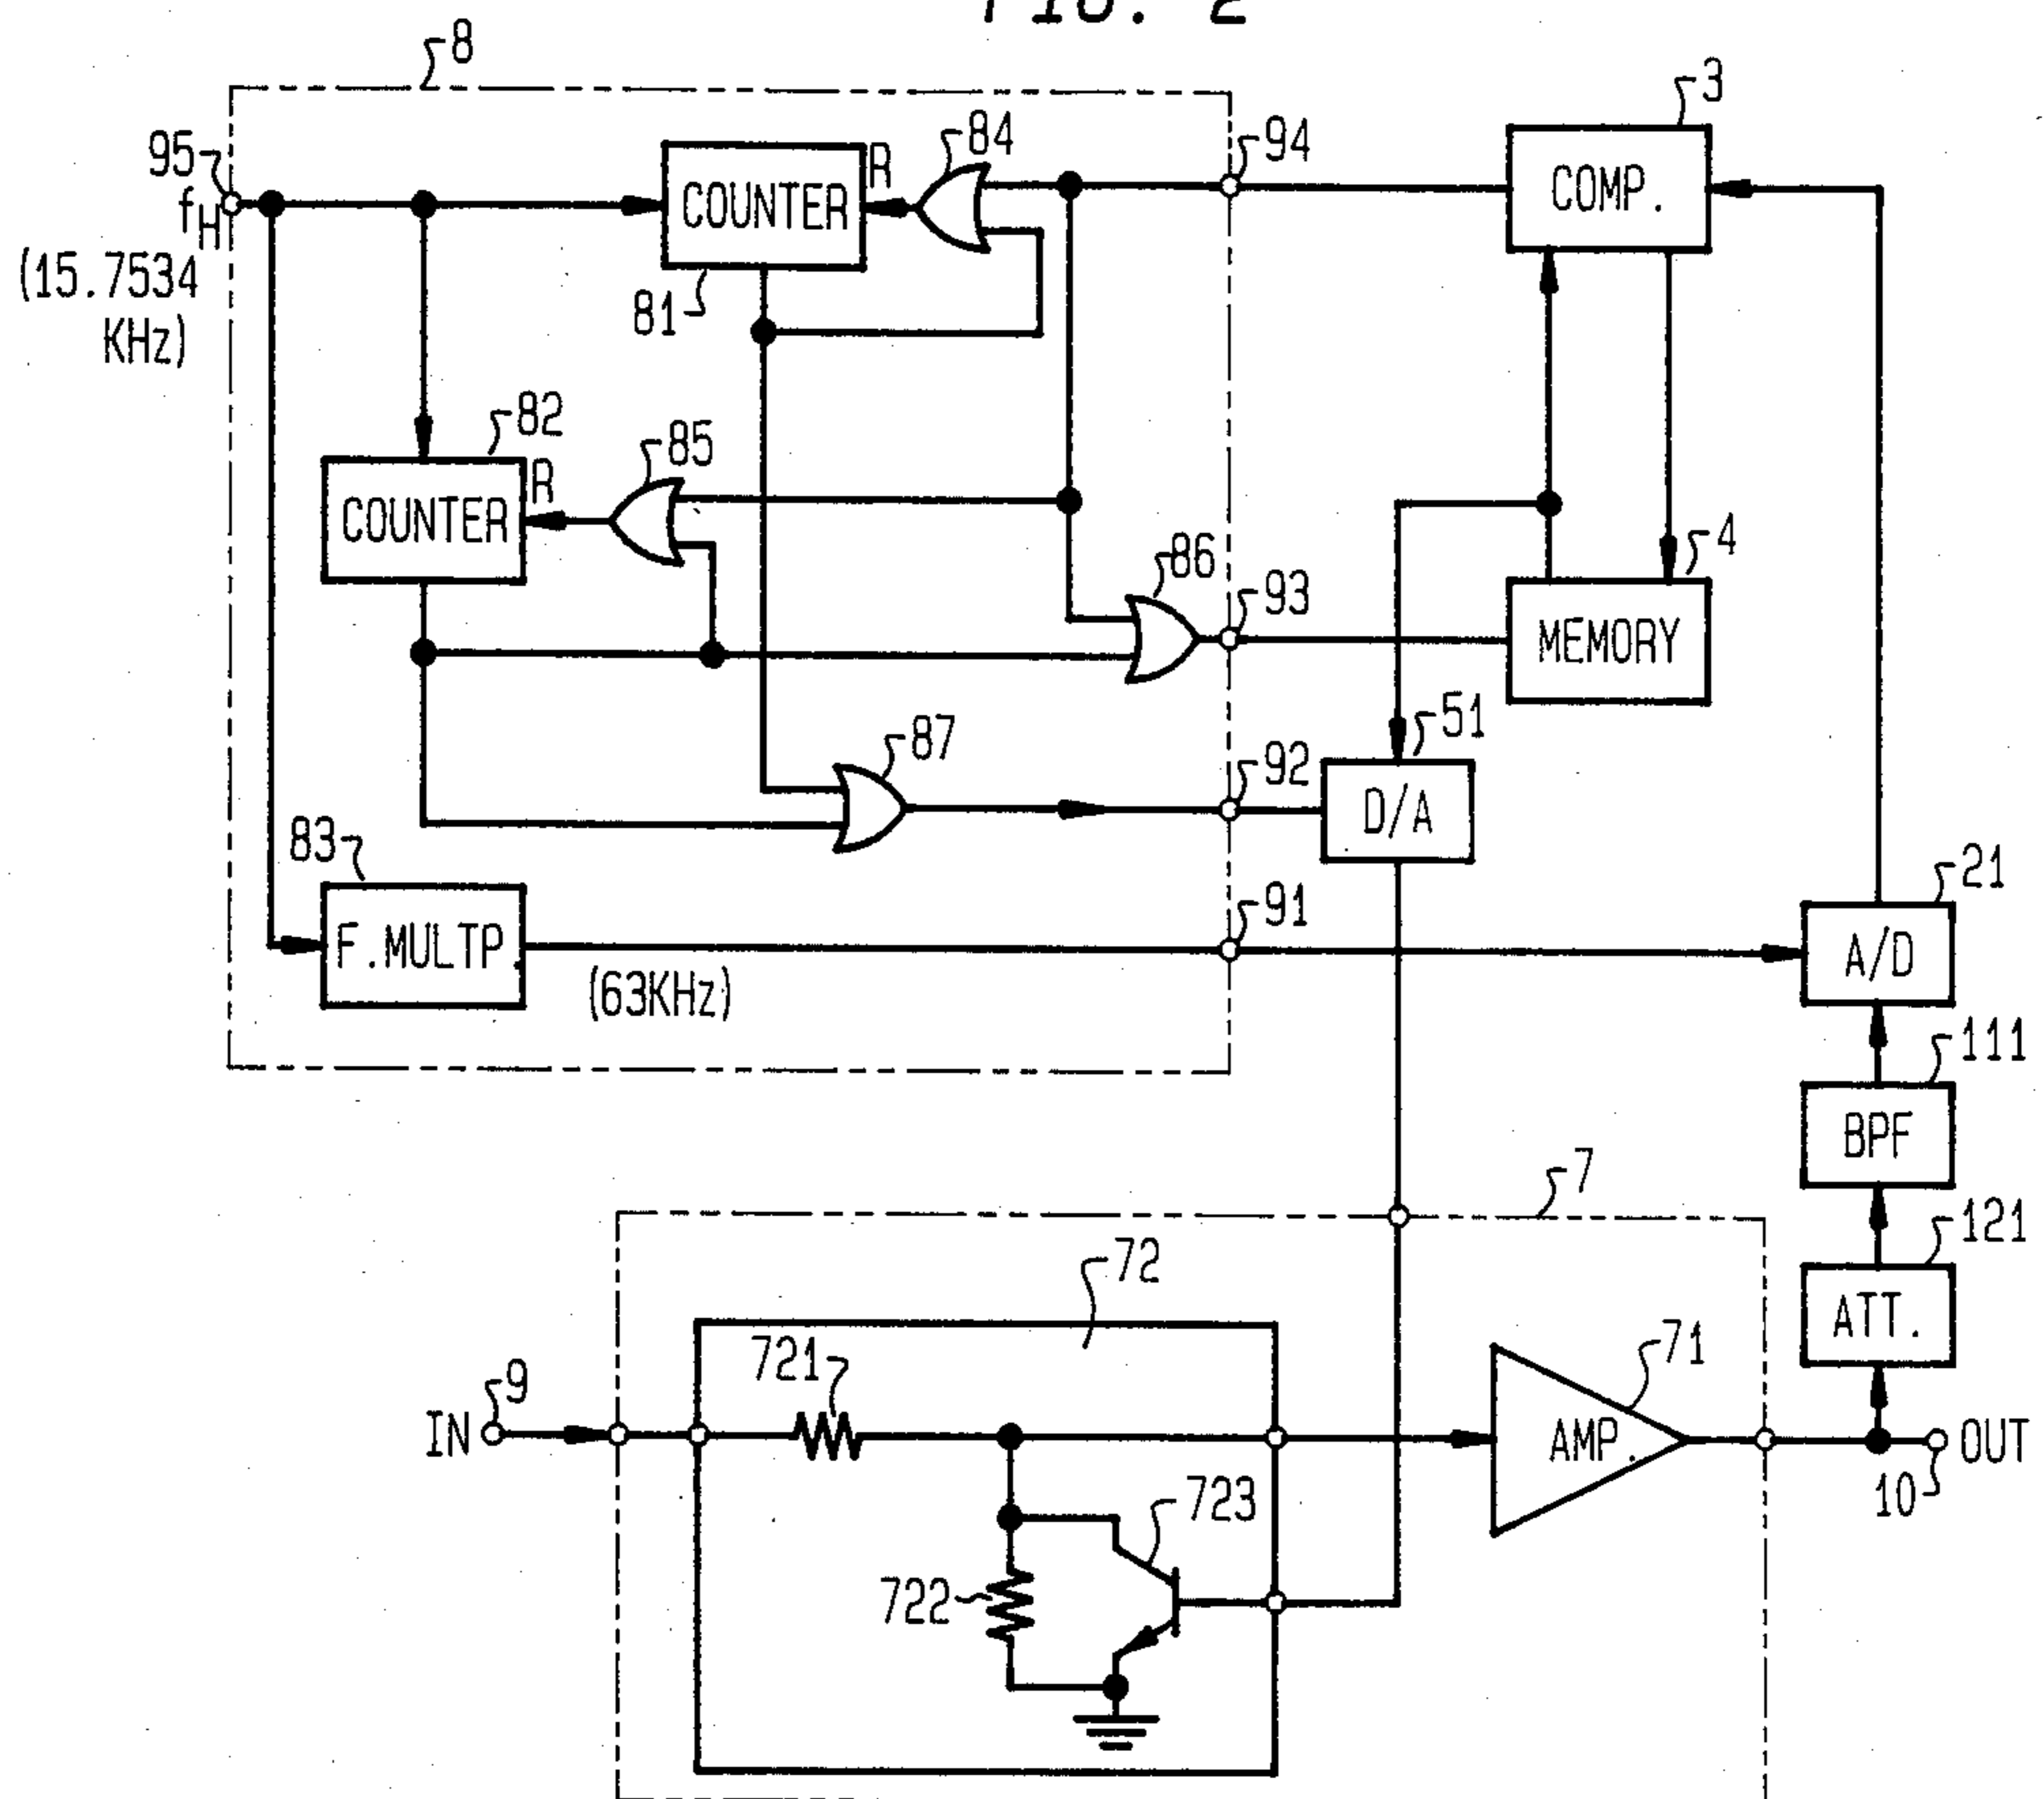 FIG. 2
8
3
95
84
94
R
COUNTER
COMP.
fH
(15.7534
KHz)
81
82
85
R
COUNTER
86
93
4
MEMORY
51
87
92
D/A
83
91
21
F.MULTP.
(63KHz)
A/D
111
BPF
7
121
72
ATT.
721
71
9
IN
AMP.
OUT
10
723
722